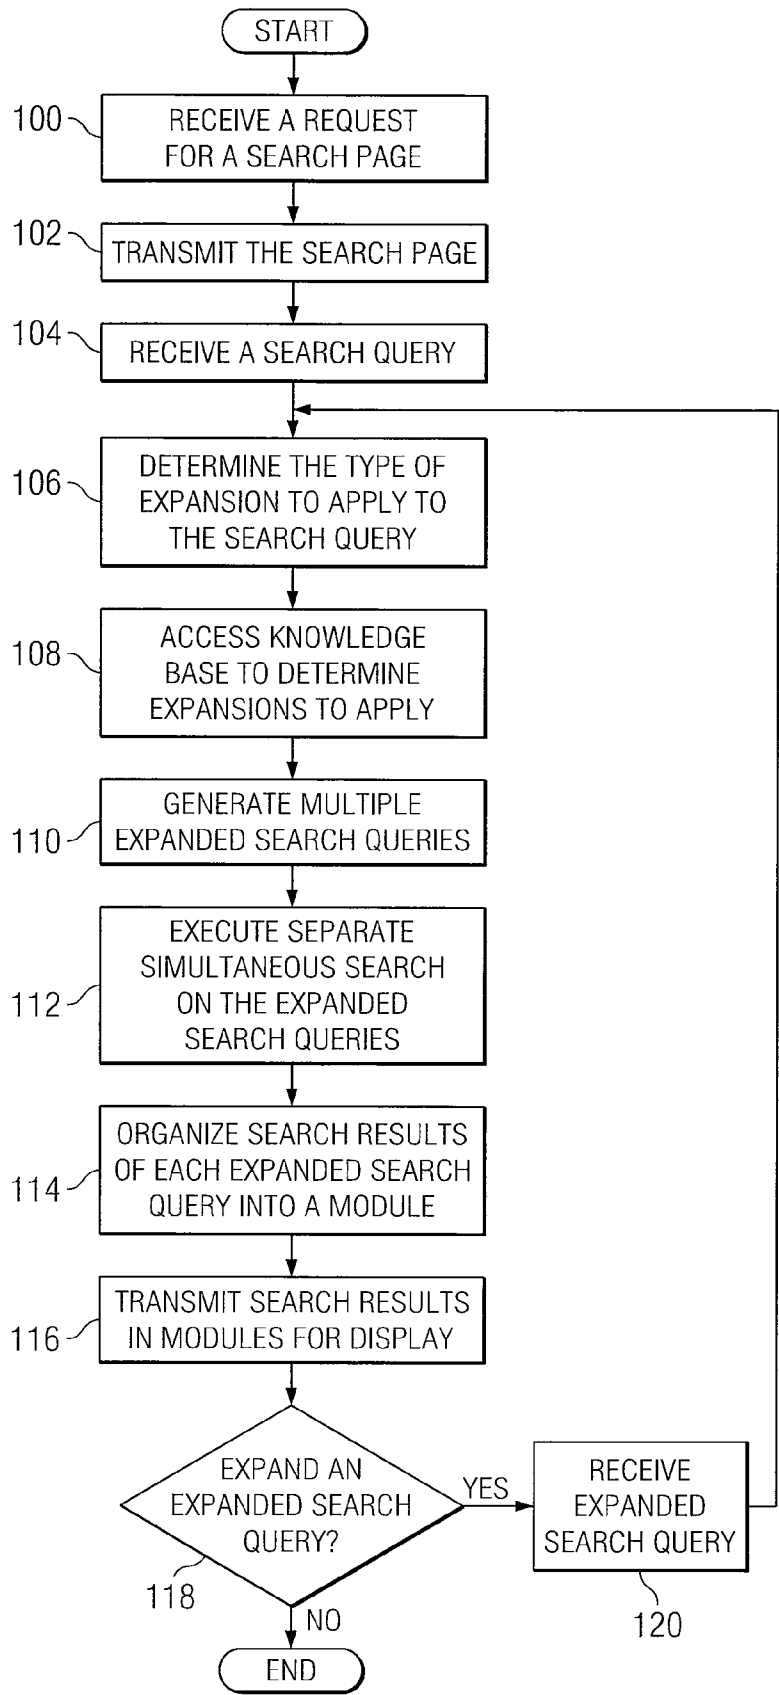 START
100
RECEIVE A REQUEST
FOR A SEARCH PAGE
102
TRANSMIT THE SEARCH PAGE
104
RECEIVE A SEARCH QUERY
106
DETERMINE THE TYPE OF
EXPANSION TO APPLY TO
THE SEARCH QUERY
108
ACCESS KNOWLEDGE
BASE TO DETERMINE
EXPANSIONS TO APPLY
110
GENERATE MULTIPLE
EXPANDED SEARCH QUERIES
112
EXECUTE SEPARATE
SIMULTANEOUS SEARCH
ON THE EXPANDED
SEARCH QUERIES
114
ORGANIZE SEARCH RESULTS
OF EACH EXPANDED SEARCH
QUERY INTO A MODULE
116
TRANSMIT SEARCH RESULTS
IN MODULES FOR DISPLAY
EXPAND AN
EXPANDED SEARCH
QUERY?
118
YES
RECEIVE
EXPANDED
SEARCH QUERY
120
NO
END